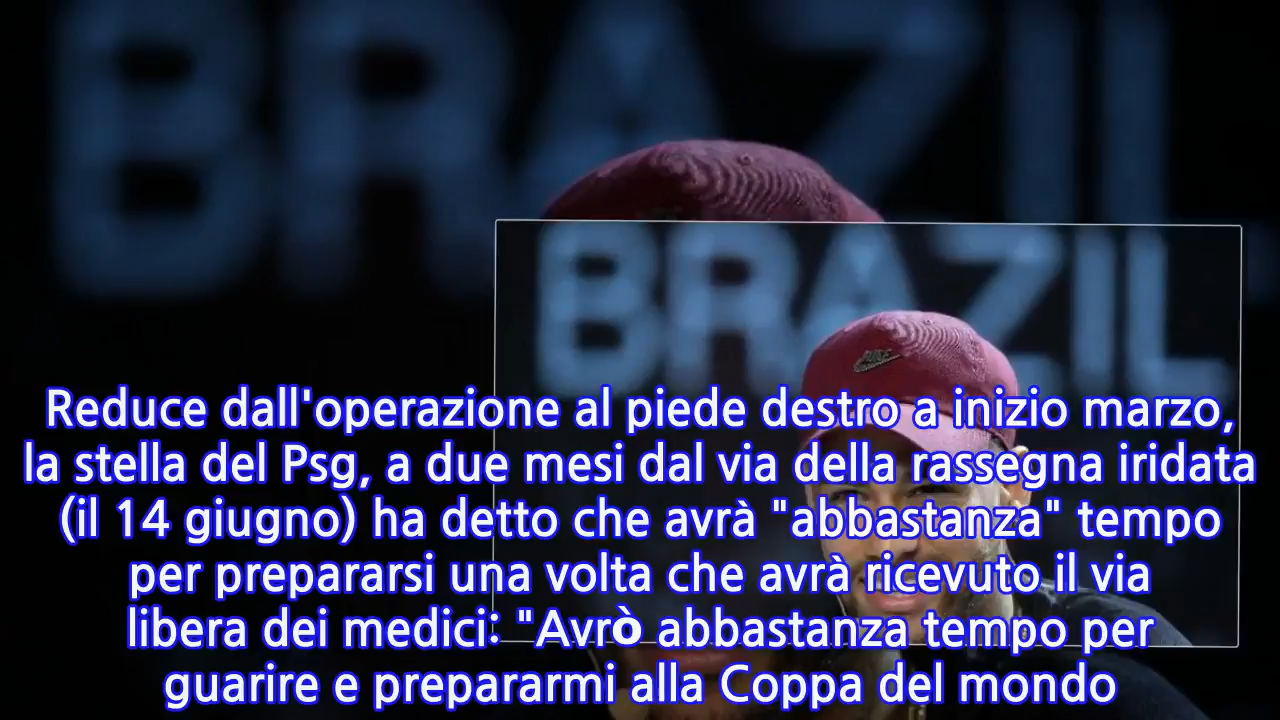 BRAZIL
BRAZIL
NIKE
Reduce dall'operazione al piede destro a inizio marzo,
la stella del Psg, a due mesi dal via della rassegna iridata
(il 14 giugno) ha detto che avrà "abbastanza" tempo
per prepararsi una volta che avrà ricevuto il via
libera dei medici: "Avrò abbastanza tempo per
guarire e prepararmi alla Coppa del mondo